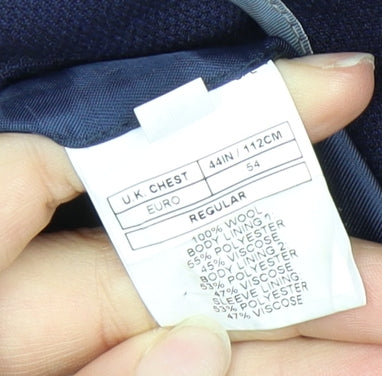 U.K. CHEST 44IN / 112CM
EURO 54
REGULAR
100% WOOL
BODY LINING 1
55% POLYESTER
45% VISCOSE
BODY LINING 2
53% POLYESTER
47% VISCOSE
SLEEVE LINING
53% POLYESTER
47% VISCOSE